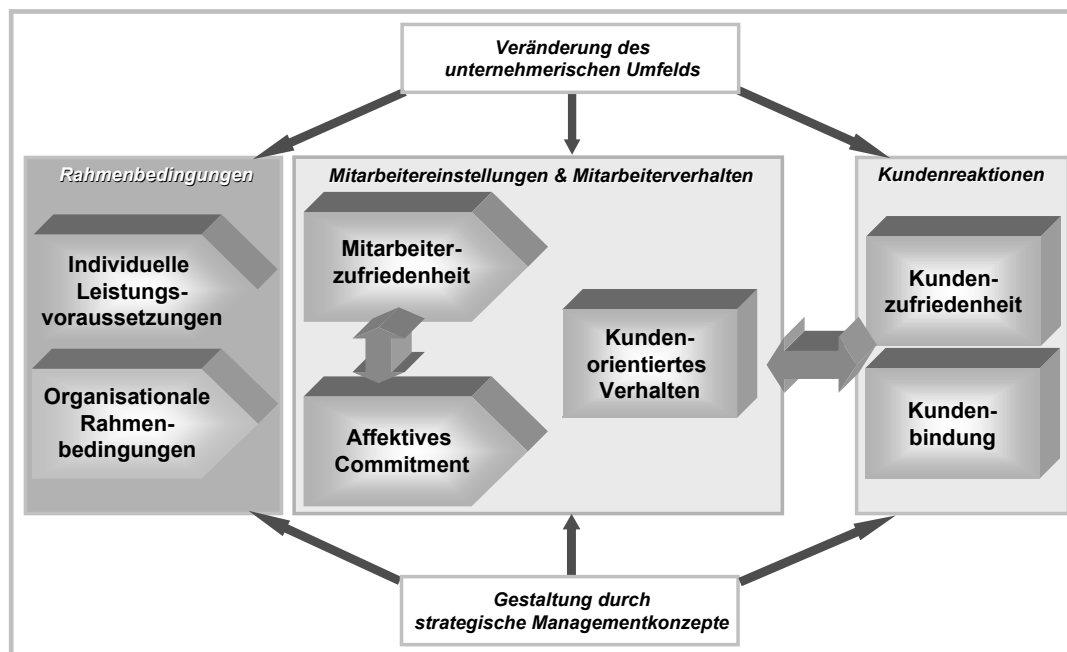 Veränderung des
unternehmerischen Umfelds
Rahmenbedingungen
Individuelle
Leistungs-
voraussetzungen
Organisationale
Rahmen-
bedingungen
Mitarbeitereinstellungen & Mitarbeiterverhalten
Mitarbeiter-
zufriedenheit
Affektives
Commitment
Kunden-
orientiertes
Verhalten
Kundenreaktionen
Kunden-
zufriedenheit
Kunden-
bindung
Gestaltung durch
strategische Managementkonzepte